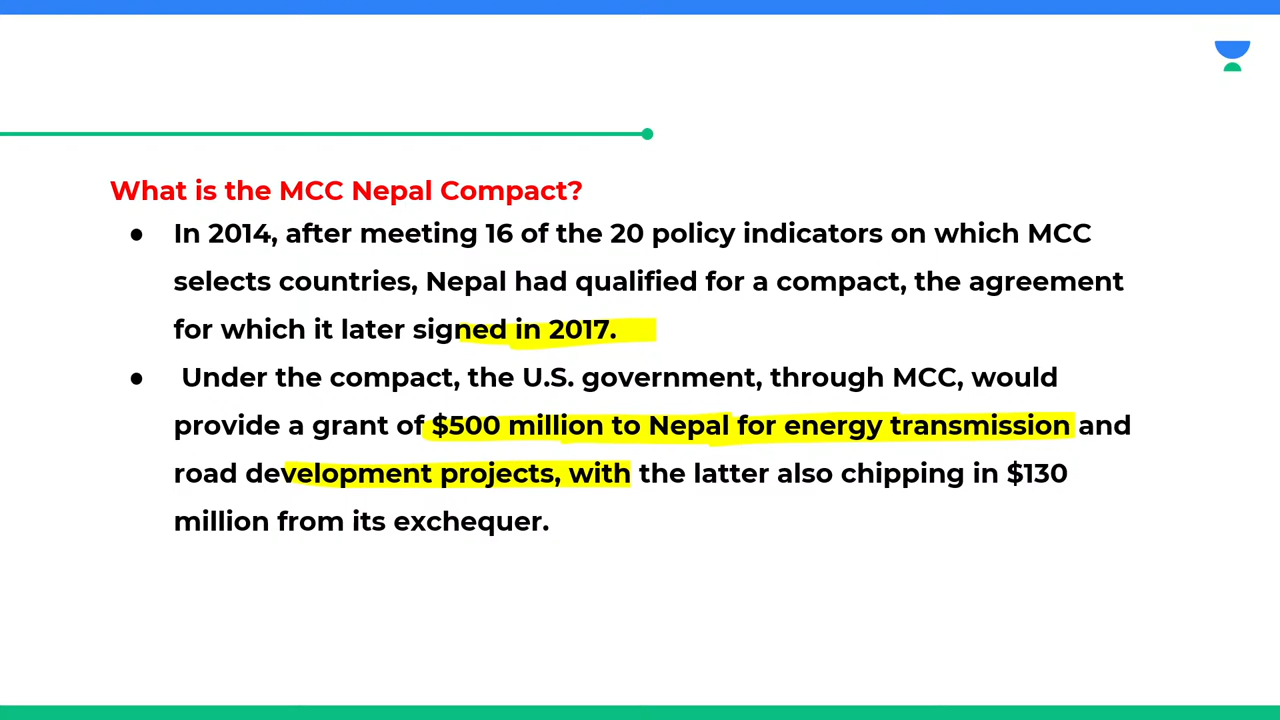 What is the MCC Nepal Compact?
● In 2014, after meeting 16 of the 20 policy indicators on which MCC
selects countries, Nepal had qualified for a compact, the agreement
for which it later signed in 2017.
● Under the compact, the U.S. government, through MCC, would
provide a grant of $500 million to Nepal for energy transmission and
road development projects, with the latter also chipping in $130
million from its exchequer.